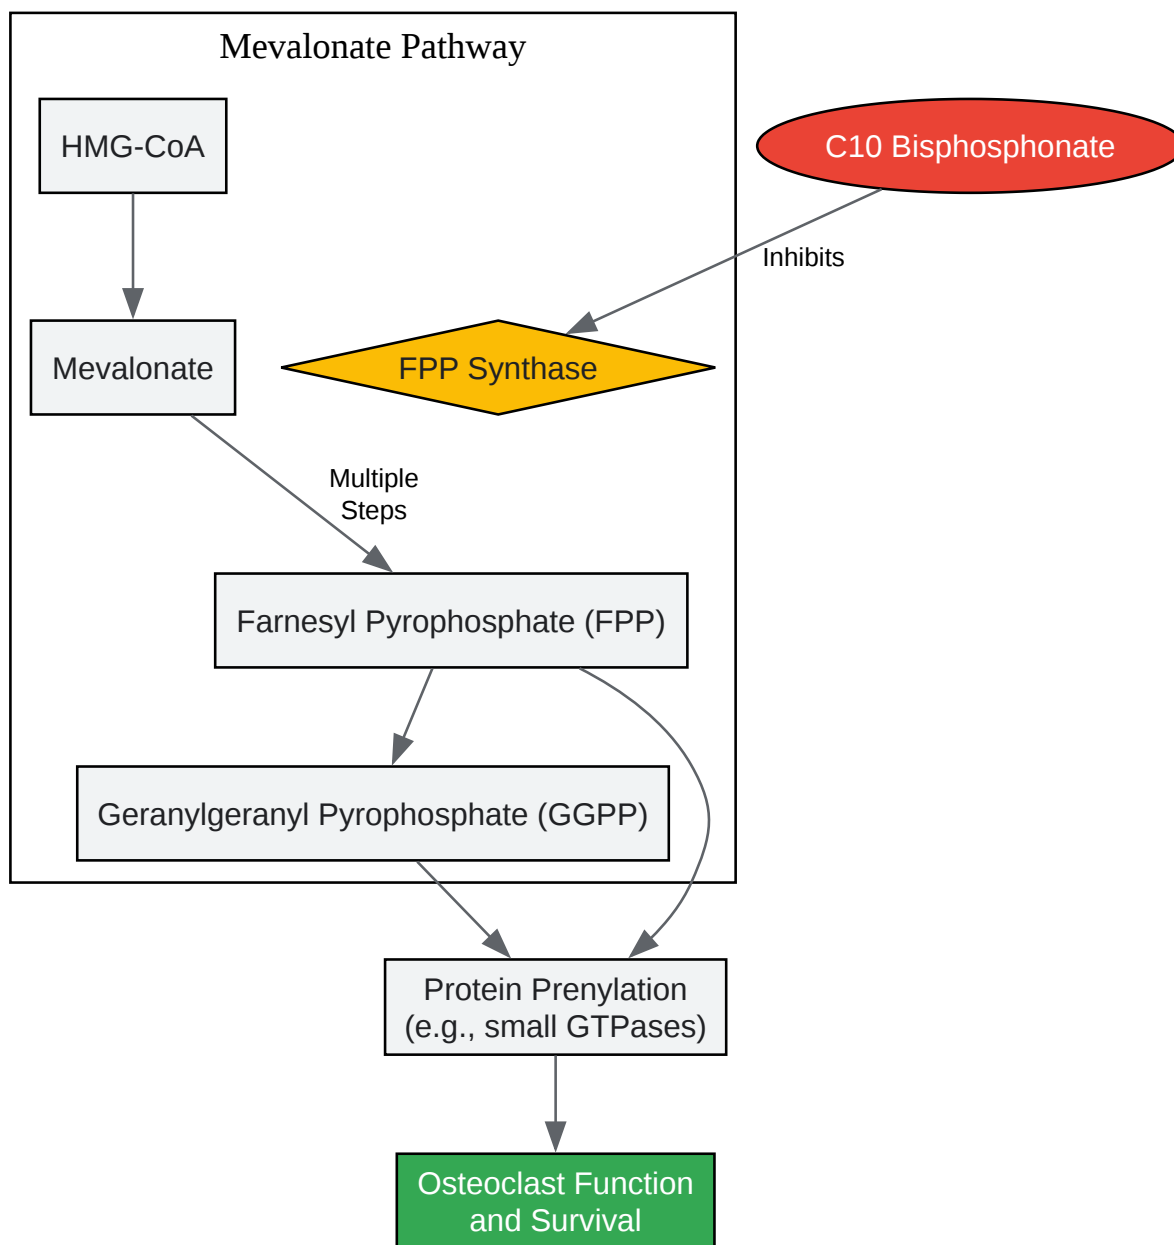 Mevalonate Pathway
HMG-CoA
C10 Bisphosphonate
Inhibits
Mevalonate
FPP Synthase
Multiple
Steps
Farnesyl Pyrophosphate (FPP)
Geranylgeranyl Pyrophosphate (GGPP)
Protein Prenylation
(e.g., small GTPases)
Osteoclast Function
and Survival